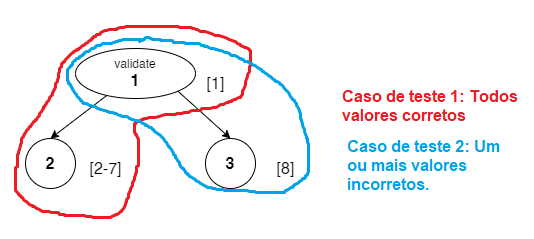 validate
1
[1]
2
[2-7]
3
[8]
Caso de teste 1: Todos
valores corretos
Caso de teste 2: Um
ou mais valores
incorretos.